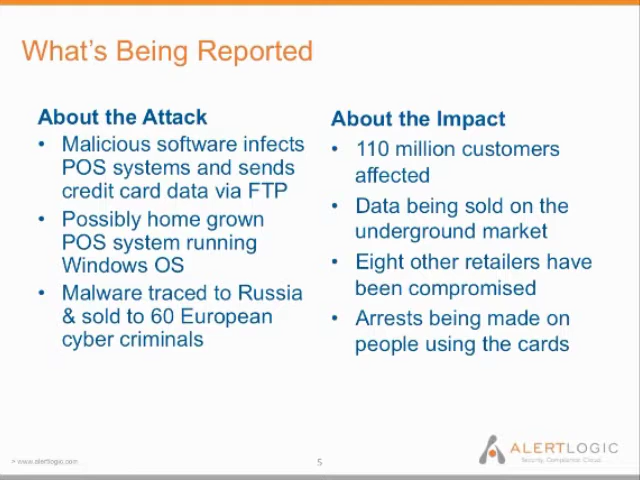 What's Being Reported
About the Attack
• Malicious software infects
POS systems and sends
credit card data via FTP
• Possibly home grown
POS system running
Windows OS
• Malware traced to Russia
& sold to 60 European
cyber criminals
About the Impact
• 110 million customers
affected
• Data being sold on the
underground market
• Eight other retailers have
been compromised
• Arrests being made on
people using the cards
www.alertlogic.com
5
ALERTLOGIC
Security. Compliance. Cloud.